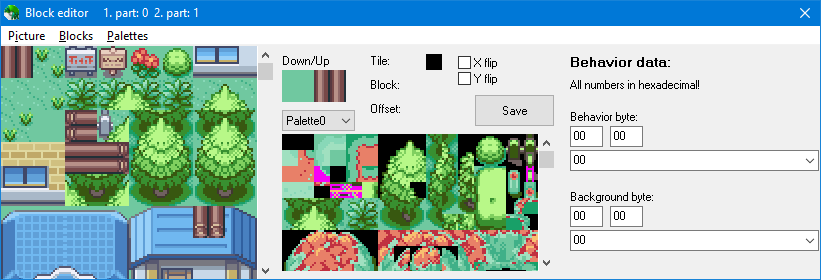 Block editor 1. part: 0 2. part: 1
Picture Blocks Palettes
Down/Up
Tile:
X flip
Y flip
Block:
Offset:
Palette0
Save
Behavior data:
All numbers in hexadecimal!
Behavior byte:
00 00
00
Background byte:
00 00
00